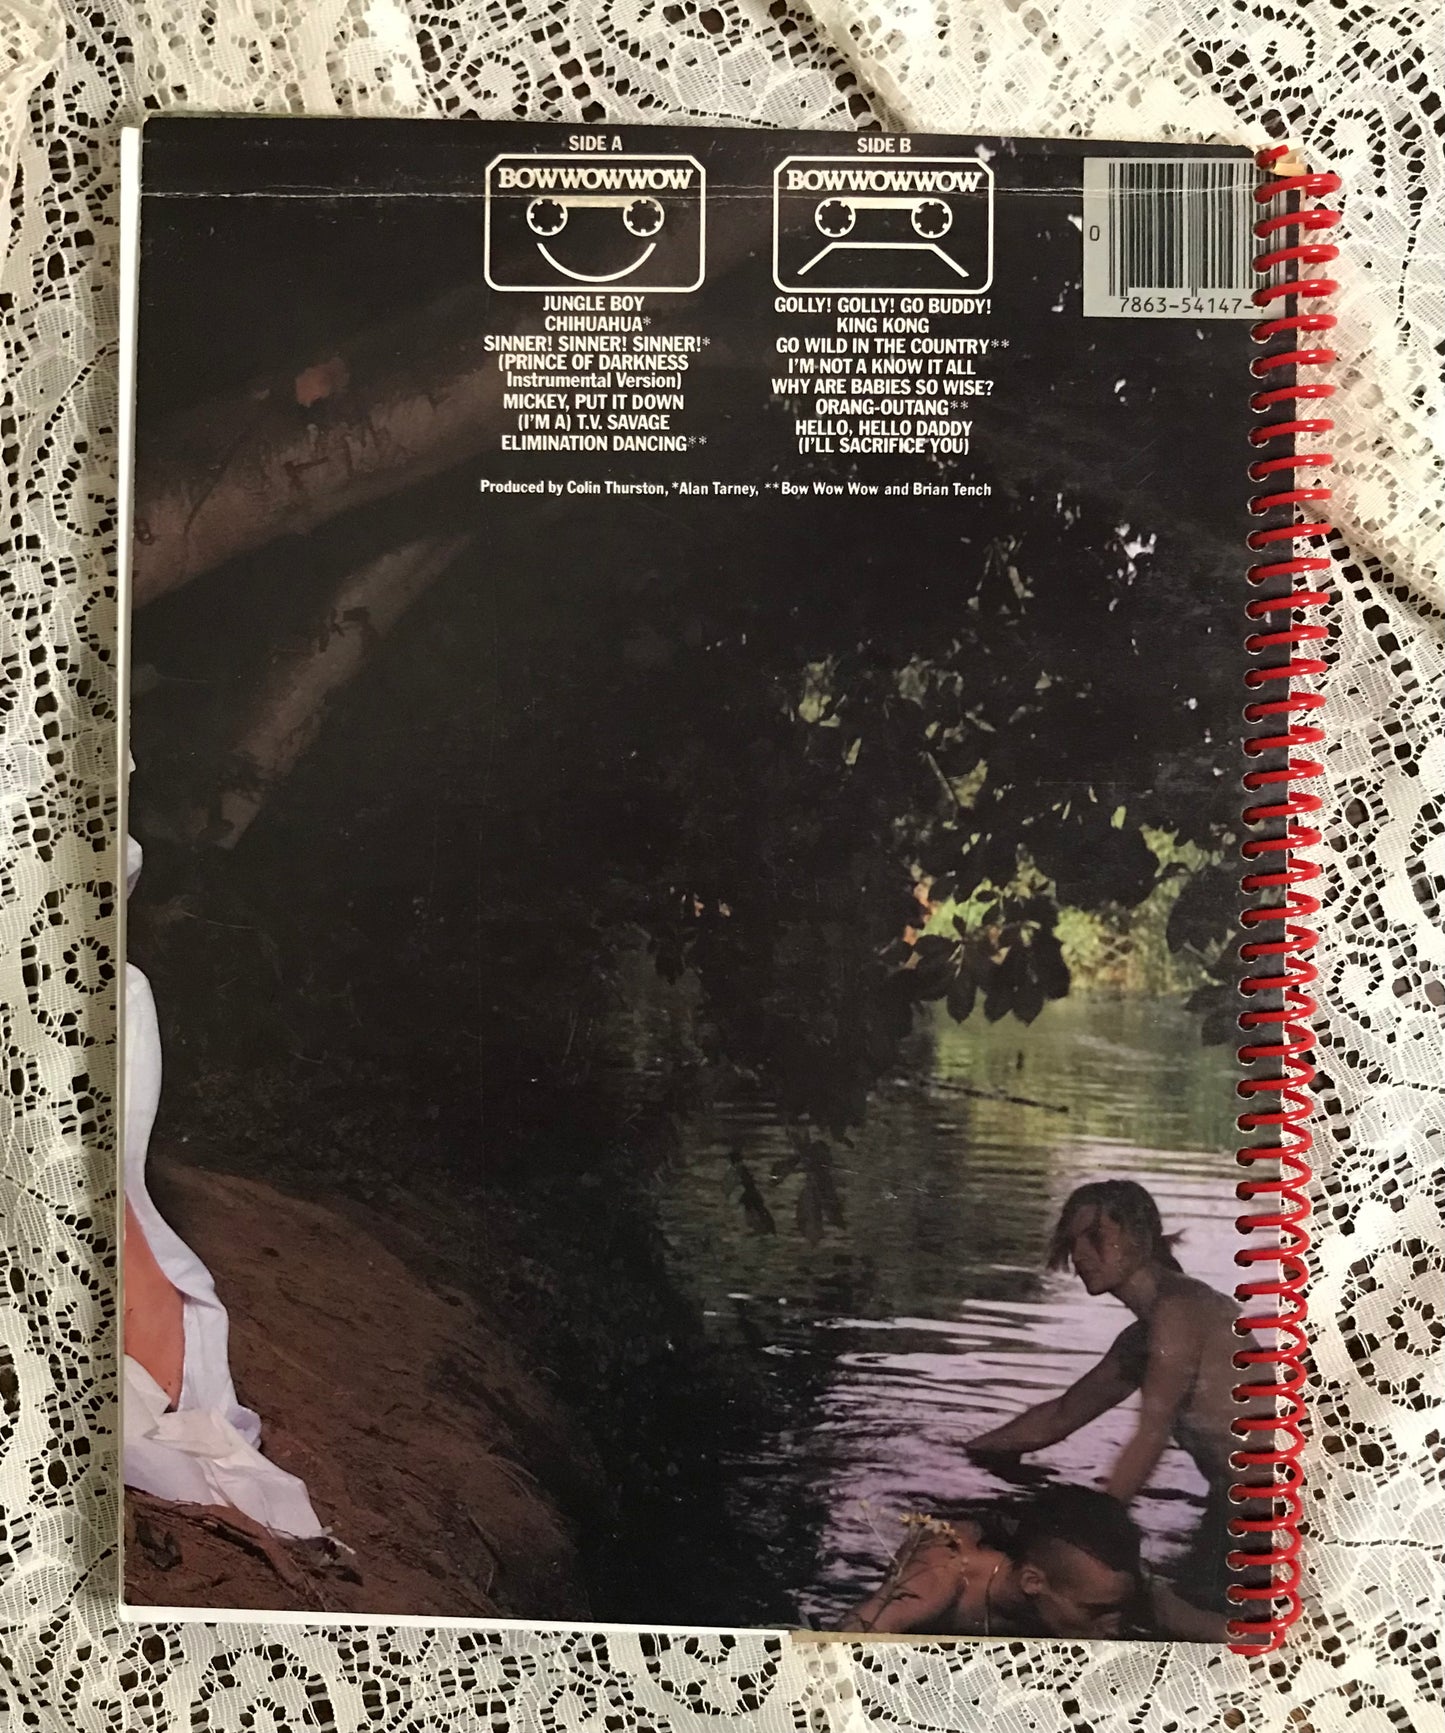 SIDE A
BOWWOWWOW
JUNGLE BOY
CHIHUAHUA*
SINNER! SINNER! SINNER!*
(PRINCE OF DARKNESS
Instrumental Version)
MICKEY, PUT IT DOWN
(I'M A) T.V. SAVAGE
ELIMINATION DANCING**
SIDE B
BOWWOWWOW
GOLLY! GOLLY! GO BUDDY!
KING KONG
GO WILD IN THE COUNTRY**
I'M NOT A KNOW IT ALL
WHY ARE BABIES SO WISE?
ORANG-OUTANG**
HELLO, HELLO DADDY
(I'LL SACRIFICE YOU)
Produced by Colin Thurston, *Alan Tarney, **Bow Wow Wow and Brian Tench
0
7863-54147-